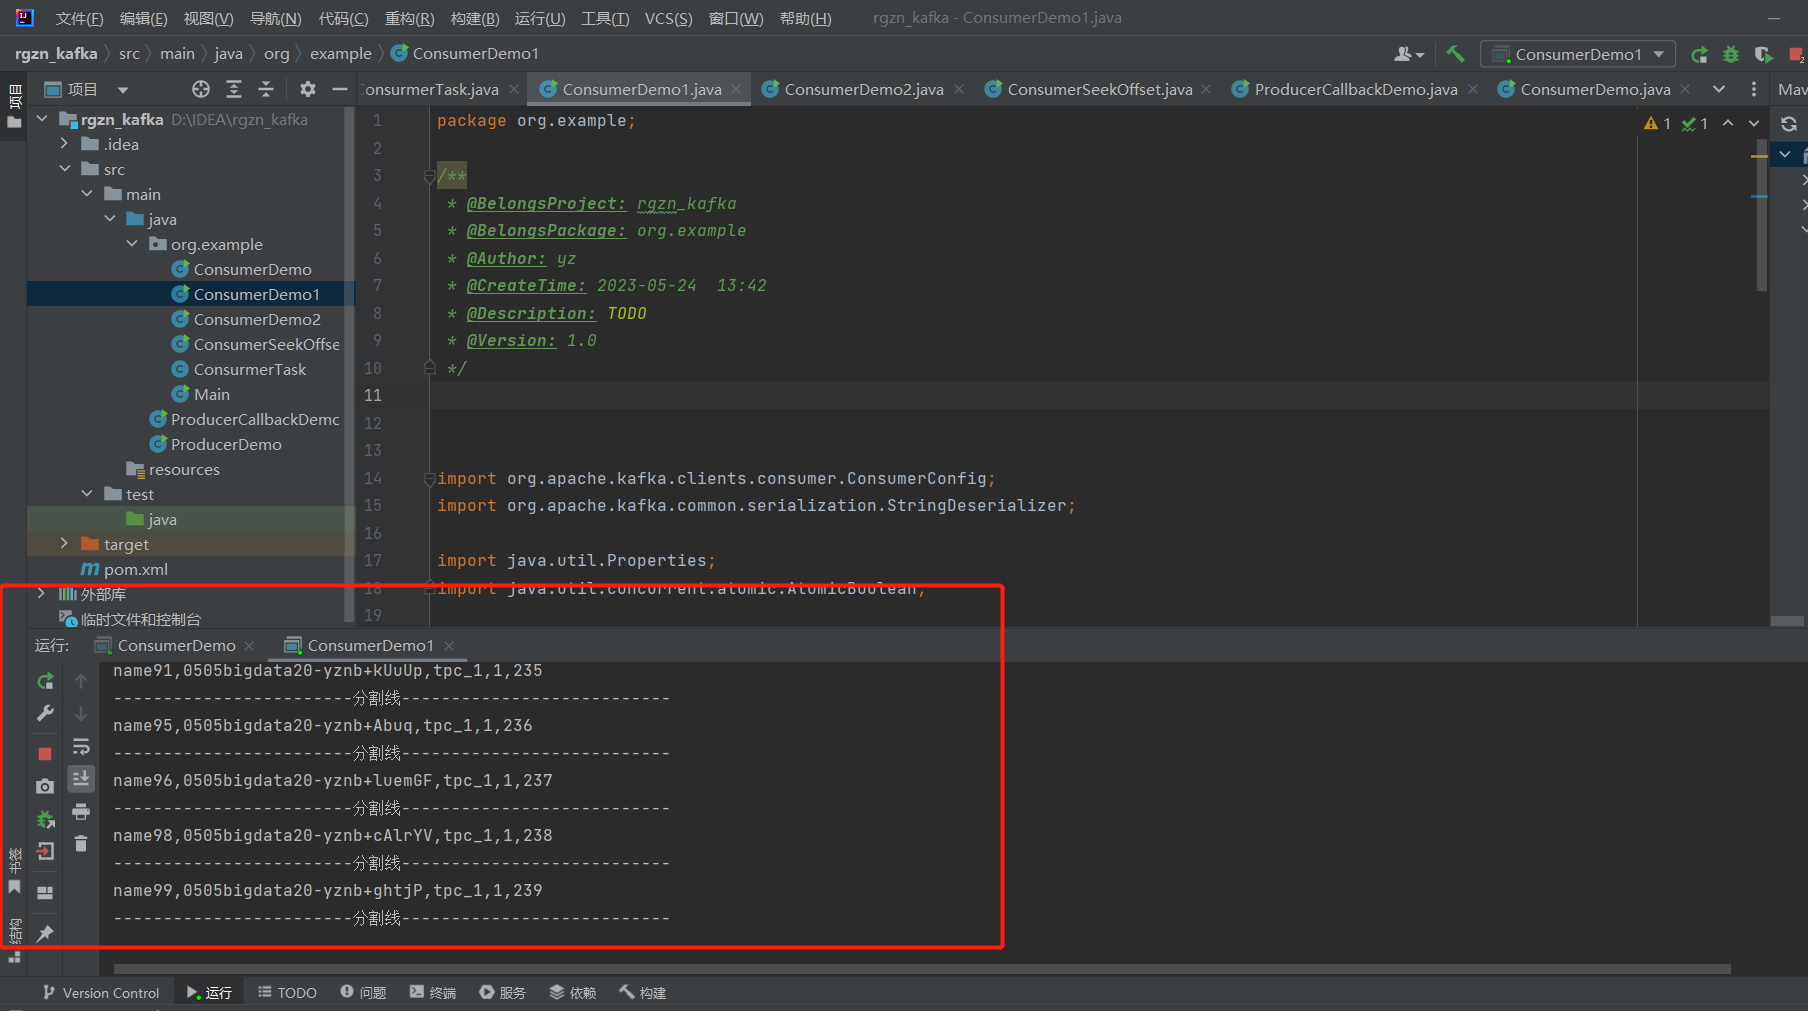 文件(F) 编辑(E) 视图(V) 导航(N) 代码(C) 重构(R) 构建(B) 运行(U) 工具(T) VCS(S) 窗口(W) 帮助(H) rgzn_kafka - ConsumerDemo1.java
rgzn_kafka src main java org example ConsumerDemo1 ConsumerDemo1
项目 项目 ConsurmerTask.java ConsumerDemo1.java ConsumerDemo2.java ConsumerSeekOffset.java ProducerCallbackDemo.java ConsumerDemo.java Mav
rgzn_kafka D:\IDEA\rgzn_kafka
.idea
src
main
java
org.example
ConsumerDemo
ConsumerDemo1
ConsumerDemo2
ConsumerSeekOffse
ConsurmerTask
Main
ProducerCallbackDemo
ProducerDemo
resources
test
java
target
pom.xml
外部库
临时文件和控制台
1 package org.example;
2
3 /**
4 * @BelongsProject: rgzn_kafka
5 * @BelongsPackage: org.example
6 * @Author: yz
7 * @CreateTime: 2023-05-24 13:42
8 * @Description: TODO
9 * @Version: 1.0
10 */
11
12
13
14 import org.apache.kafka.clients.consumer.ConsumerConfig;
15 import org.apache.kafka.common.serialization.StringDeserializer;
16
17 import java.util.Properties;
18 import java.util.concurrent.atomic.AtomicBoolean;
19
1 1
运行: ConsumerDemo ConsumerDemo1
name91,0505bigdata20-yznb+kUuUp,tpc_1,1,235
------------------------分割线---------------------------
name95,0505bigdata20-yznb+Abuq,tpc_1,1,236
------------------------分割线---------------------------
name96,0505bigdata20-yznb+luemGF,tpc_1,1,237
------------------------分割线---------------------------
name98,0505bigdata20-yznb+cAlrYV,tpc_1,1,238
------------------------分割线---------------------------
name99,0505bigdata20-yznb+ghtjP,tpc_1,1,239
------------------------分割线---------------------------
书签
结构
Version Control 运行 TODO 问题 终端 服务 依赖 构建